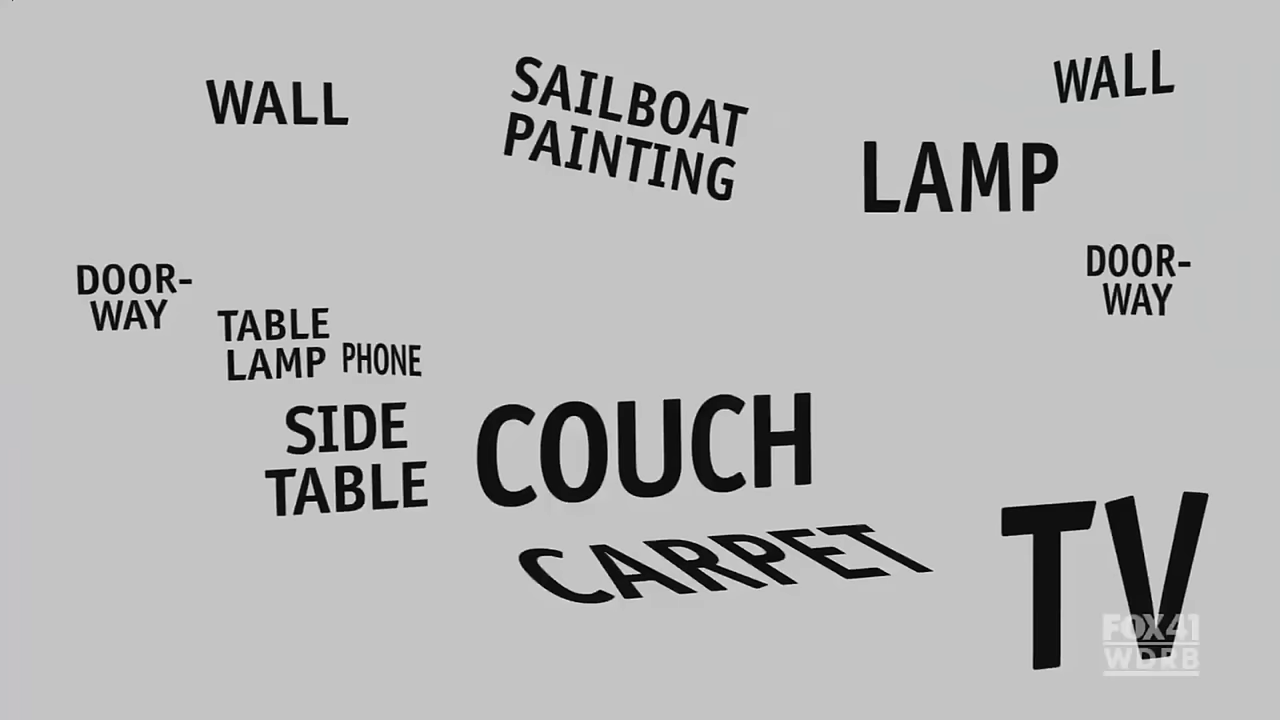 WALL
SAILBOAT
PAINTING
WALL
LAMP
DOOR-
WAY
DOOR-
WAY
TABLE
LAMP
PHONE
SIDE
TABLE
COUCH
CARPET
TV
FOX41
WDRB